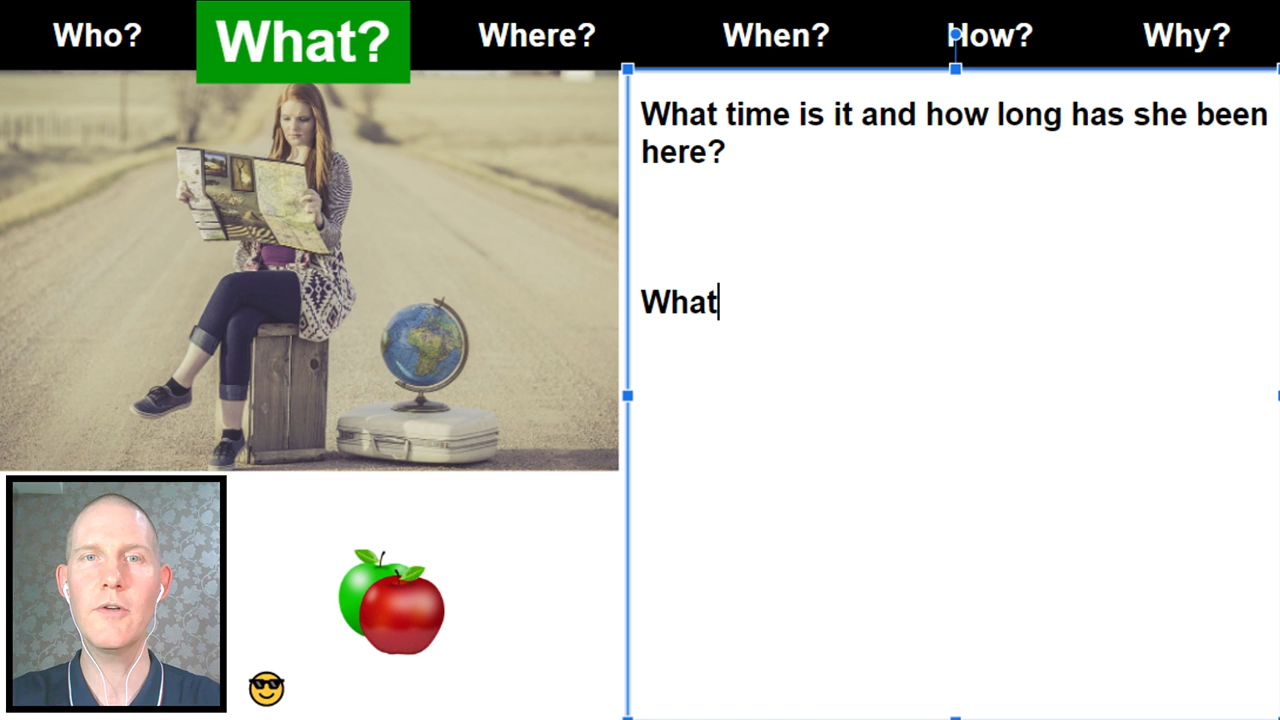 Who? What? Where? When? How? Why?
What time is it and how long has she been
here?
What